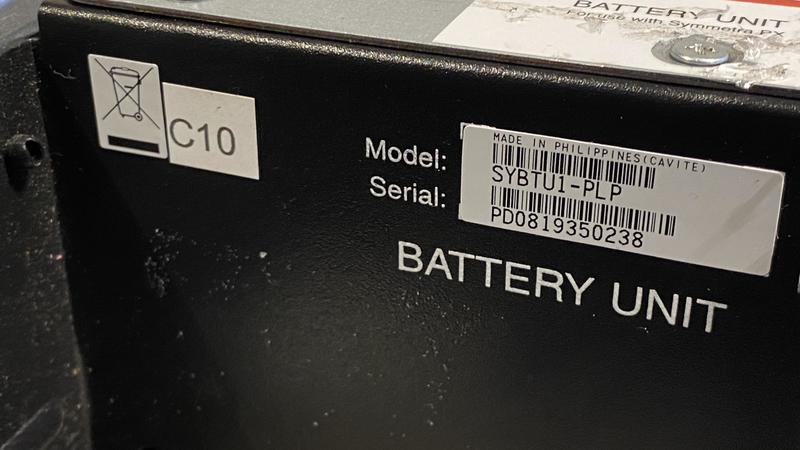 BATTERY UNIT
For use with Symmetra PX
C10
Model:
Serial:
MADE IN PHILIPPINES(CAVITE)
SYBTU1-PLP
PD0819350238
BATTERY UNIT